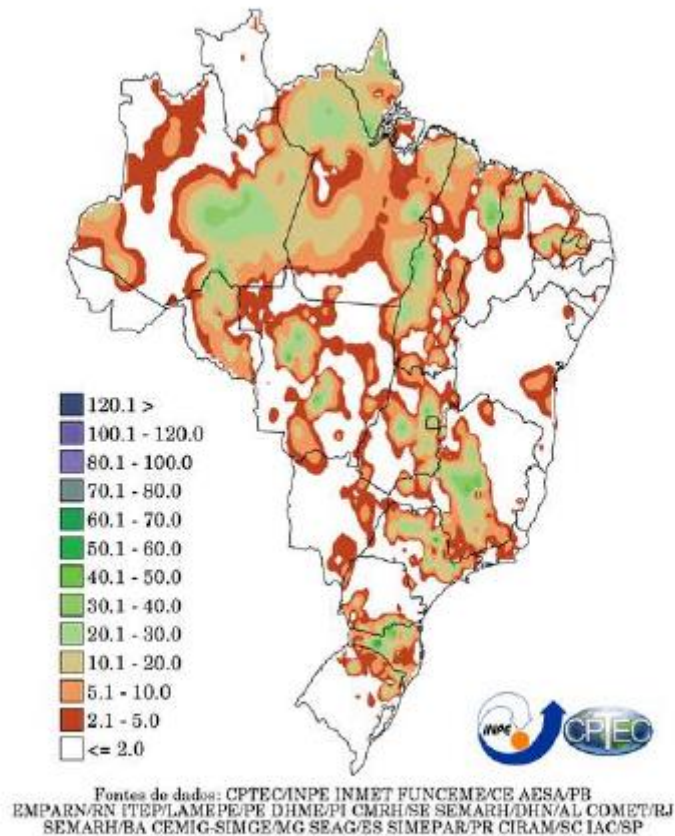 120.1 >
100.1 - 120.0
80.1 - 100.0
70.1 - 80.0
60.1 - 70.0
50.1 - 60.0
40.1 - 50.0
30.1 - 40.0
20.1 - 30.0
10.1 - 20.0
5.1 - 10.0
2.1 - 5.0
<= 2.0
INPE
CPTEC
Fontes de dados: CPTEC/INPE INMET FUNCEME/CE AESA/PB
EMPARN/RN ITEP/LAMEPE/PE DHME/PI CMRH/SE SEMARH/DHN/AL COMET/RJ
SEMARH/BA CEMIG-SIMGE/MG SEAG/ES SIMEPAR/PR CIRAM/SC IAC/SP